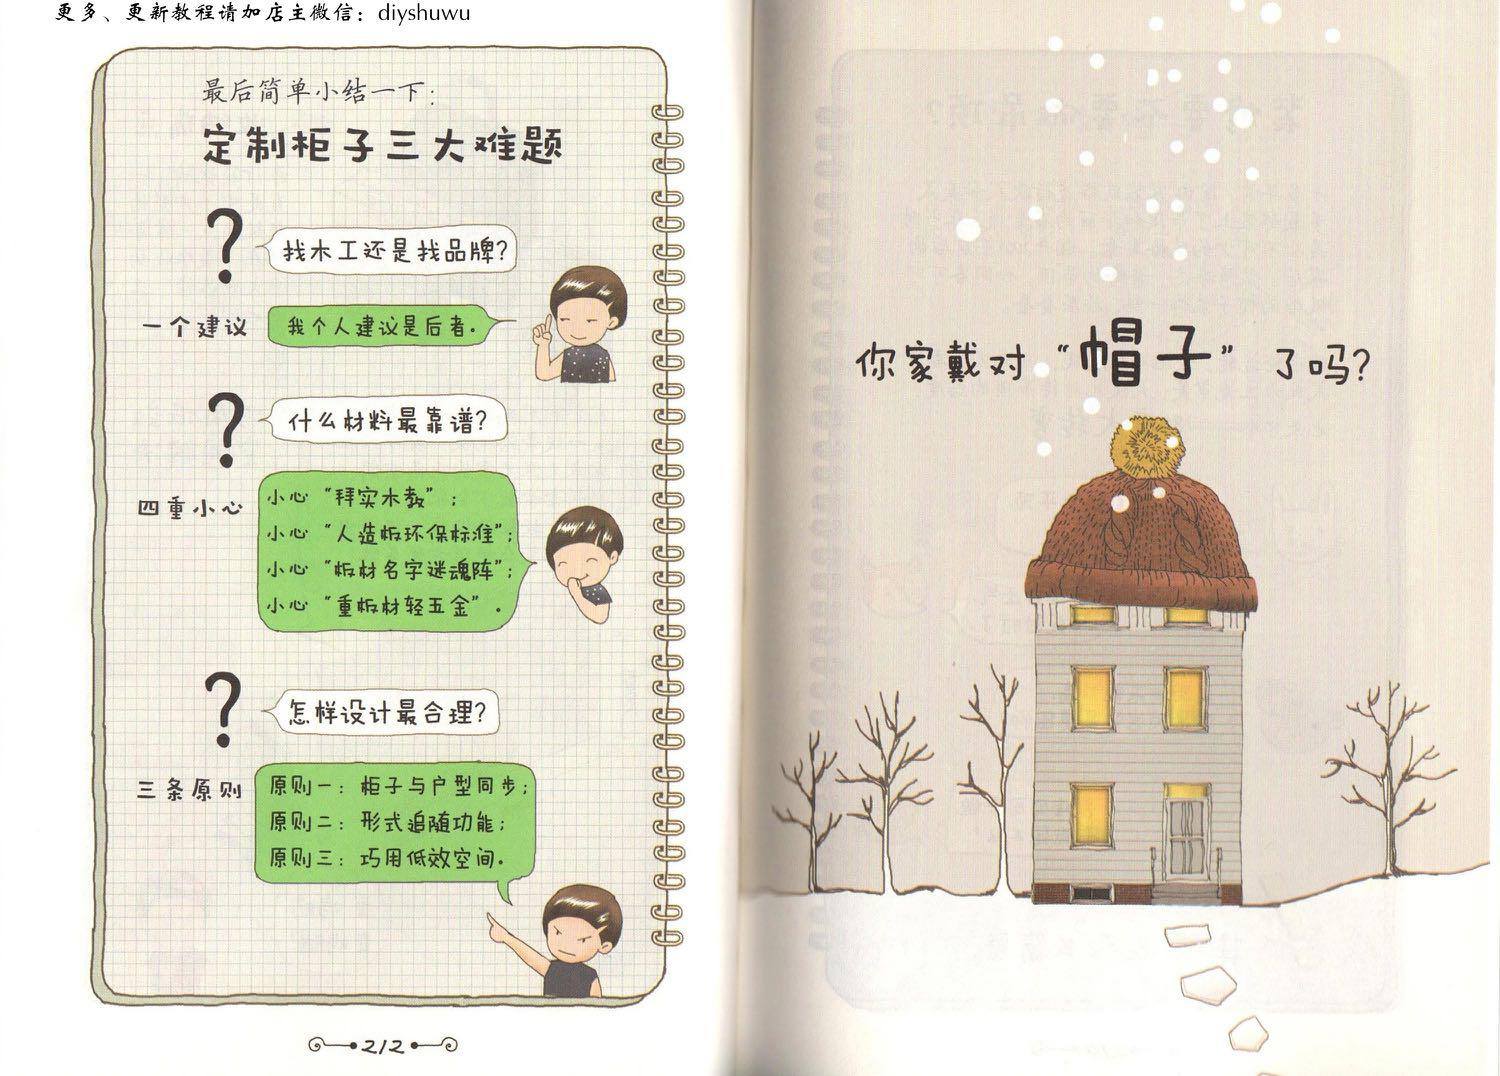 更多、更新教程请加店主微信：diyshuwu
最后简单小结一下：
定制柜子三大难题
?
找木工还是找品牌?
一个建议
我个人建议是后者。
?
什么材料最靠谱?
四重小心
小心“拜实木教”；
小心“人造板环保标准”；
小心“板材名字迷魂阵”；
小心“重板材轻五金”。
?
怎样设计最合理?
三条原则
原则一：柜子与户型同步；
原则二：形式追随功能；
原则三：巧用低效空间。
212
你家戴对“帽子”了吗?